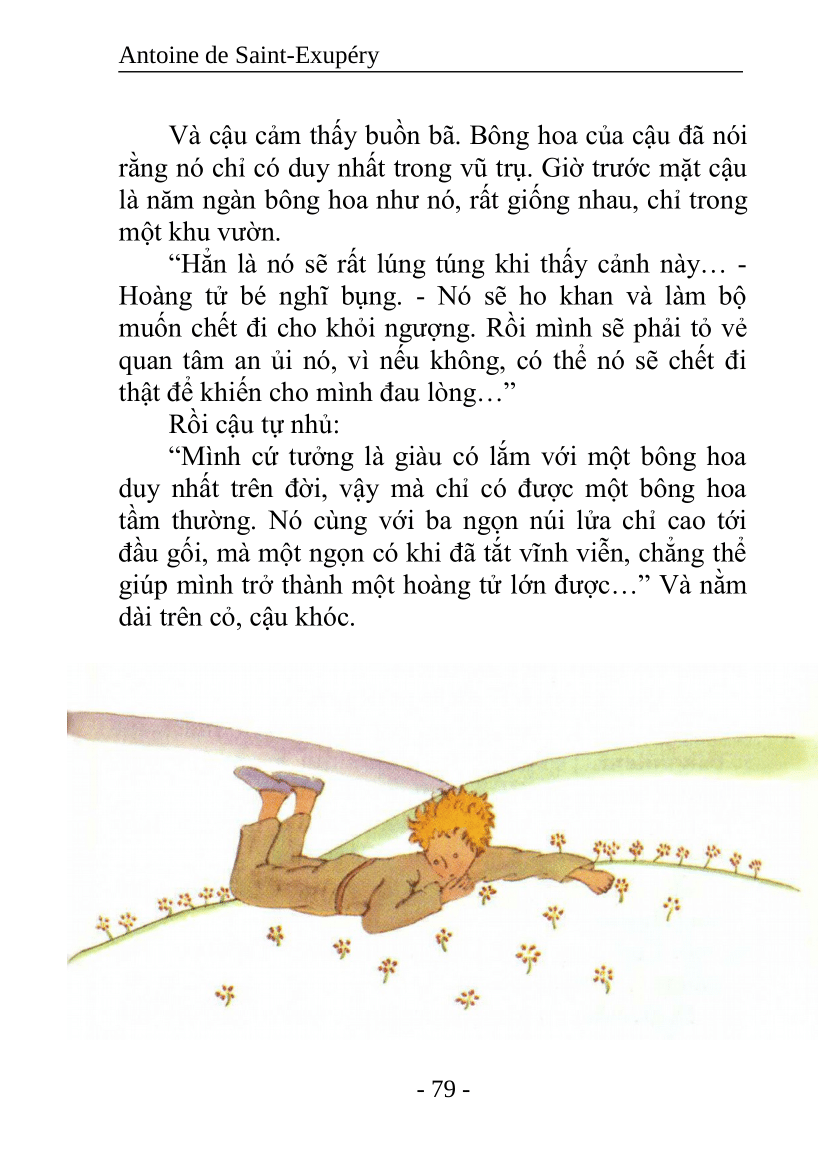 Antoine de Saint-Exupéry
Và cậu cảm thấy buồn bã. Bông hoa của cậu đã nói
rằng nó chỉ có duy nhất trong vũ trụ. Giờ trước mặt cậu
là năm ngàn bông hoa như nó, rất giống nhau, chỉ trong
một khu vườn.
“Hẳn là nó sẽ rất lúng túng khi thấy cảnh này… -
Hoàng tử bé nghĩ bụng. - Nó sẽ ho khan và làm bộ
muốn chết đi cho khỏi ngượng. Rồi mình sẽ phải tỏ vẻ
quan tâm an ủi nó, vì nếu không, có thể nó sẽ chết đi
thật để khiến cho mình đau lòng…”
Rồi cậu tự nhủ:
“Mình cứ tưởng là giàu có lắm với một bông hoa
duy nhất trên đời, vậy mà chỉ có được một bông hoa
tầm thường. Nó cùng với ba ngọn núi lửa chỉ cao tới
đầu gối, mà một ngọn có khi đã tắt vĩnh viễn, chẳng thể
giúp mình trở thành một hoàng tử lớn được…” Và nằm
dài trên cỏ, cậu khóc.
- 79 -